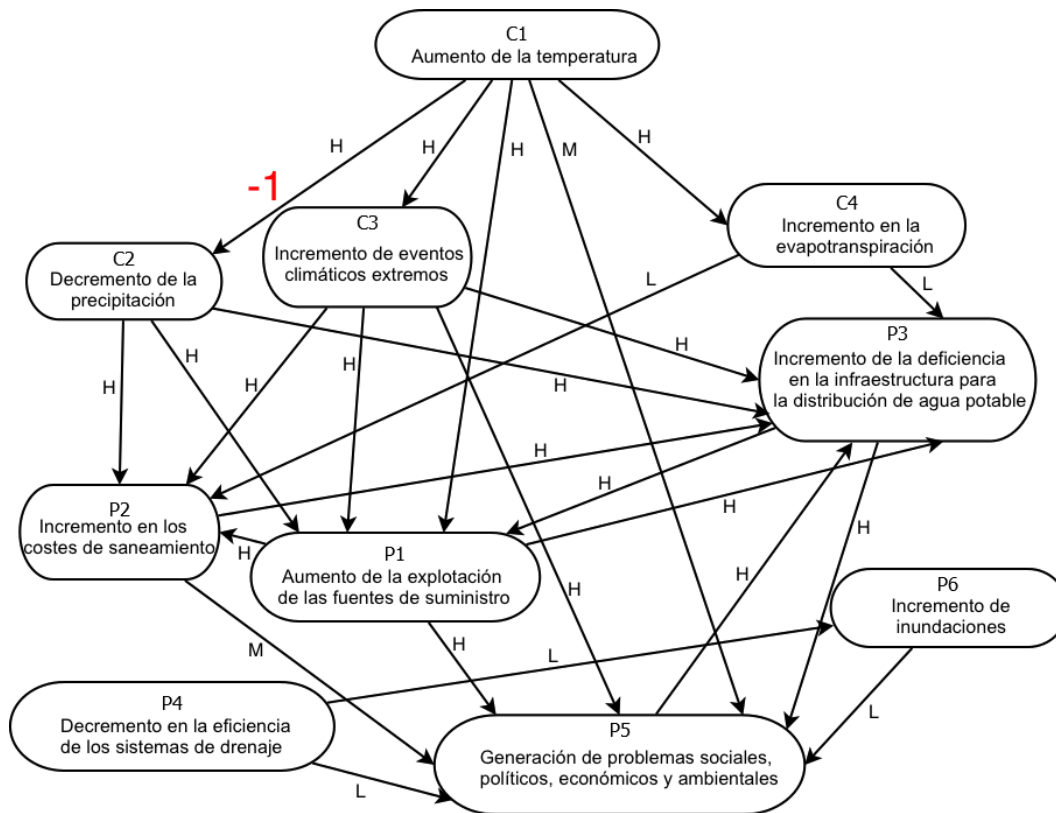 C1
Aumento de la temperatura
H
H
H
M
H
-1
C4
Incremento en la
evapotranspiración
C3
Incremento de eventos
climáticos extremos
C2
Decremento de la
precipitación
L
L
P3
Incremento de la deficiencia
en la infraestructura para
la distribución de agua potable
H
H
H
H
H
H
H
H
H
H
P2
Incremento en los
costes de saneamiento
H
P1
Aumento de la explotación
de las fuentes de suministro
H
H
H
P6
Incremento de
inundaciones
M
H
L
P4
Decremento en la eficiencia
de los sistemas de drenaje
L
L
P5
Generación de problemas sociales,
políticos, económicos y ambientales